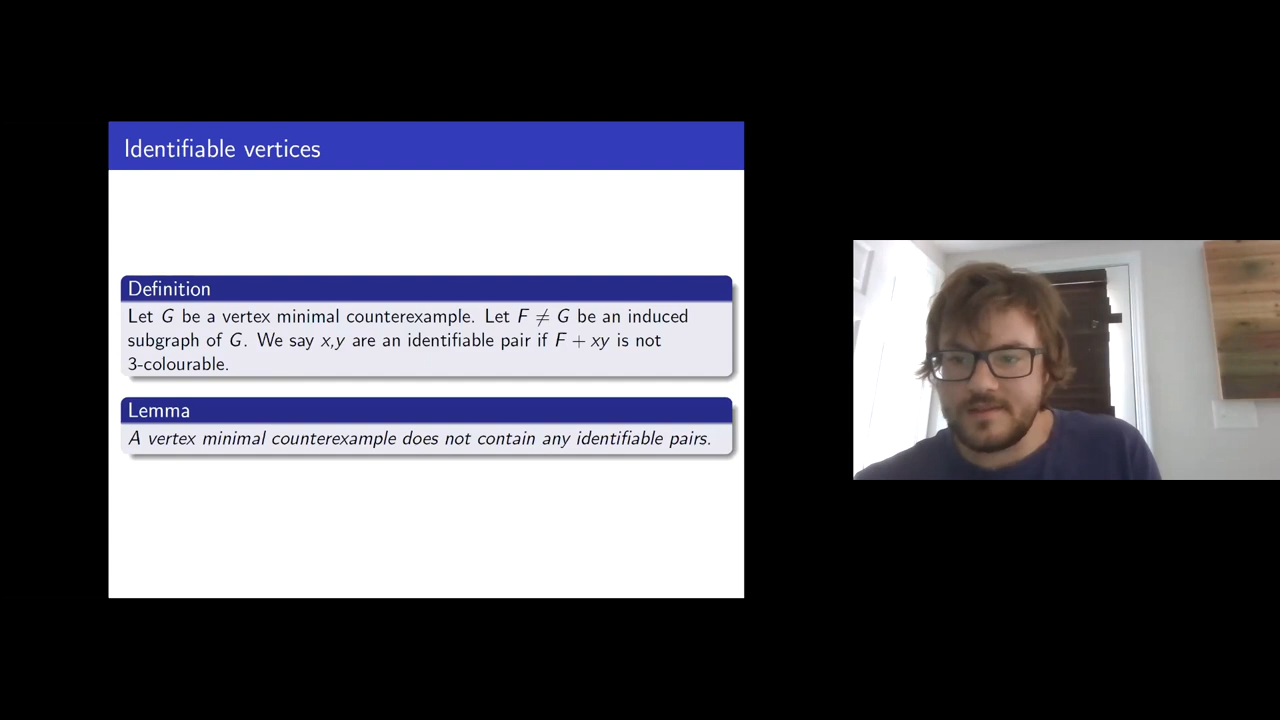 Identifiable vertices
Definition
Let G be a vertex minimal counterexample. Let F ≠ G be an induced
subgraph of G. We say x,y are an identifiable pair if F + xy is not
3-colourable.
Lemma
A vertex minimal counterexample does not contain any identifiable pairs.